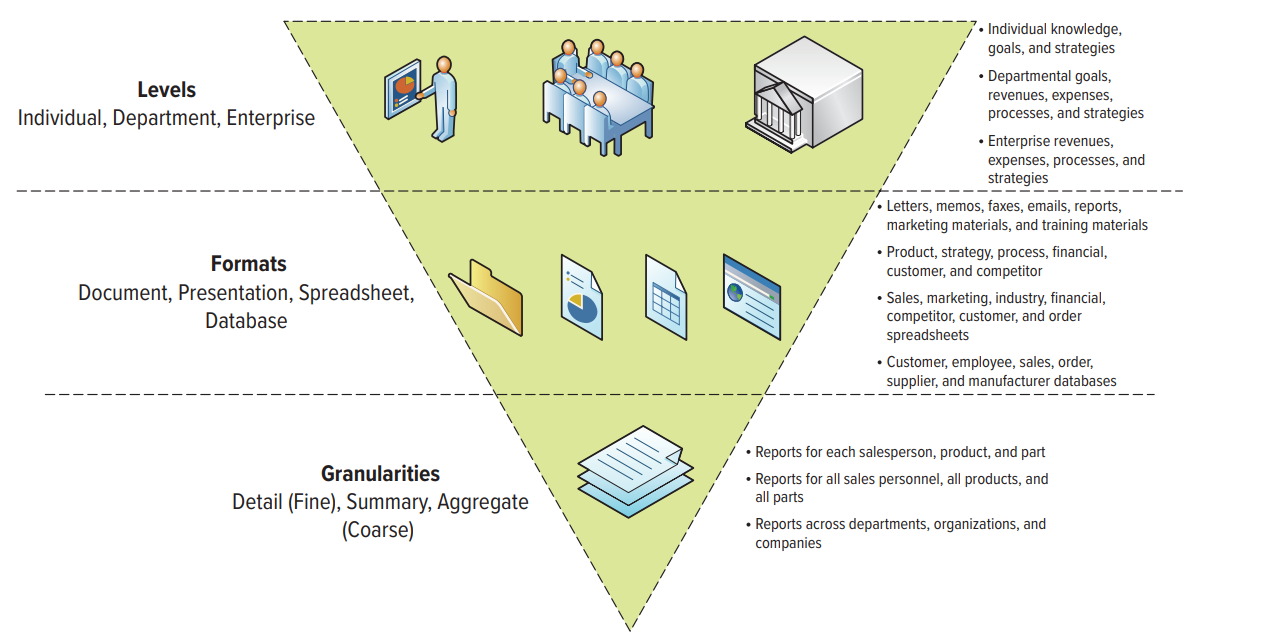 Levels
Individual, Department, Enterprise
• Individual knowledge,
goals, and strategies
• Departmental goals,
revenues, expenses,
processes, and strategies
• Enterprise revenues,
expenses, processes, and
strategies
Formats
Document, Presentation, Spreadsheet,
Database
• Letters, memos, faxes, emails, reports,
marketing materials, and training materials
• Product, strategy, process, financial,
customer, and competitor
• Sales, marketing, industry, financial,
competitor, customer, and order
spreadsheets
• Customer, employee, sales, order,
supplier, and manufacturer databases
Granularities
Detail (Fine), Summary, Aggregate
(Coarse)
• Reports for each salesperson, product, and part
• Reports for all sales personnel, all products, and
all parts
• Reports across departments, organizations, and
companies